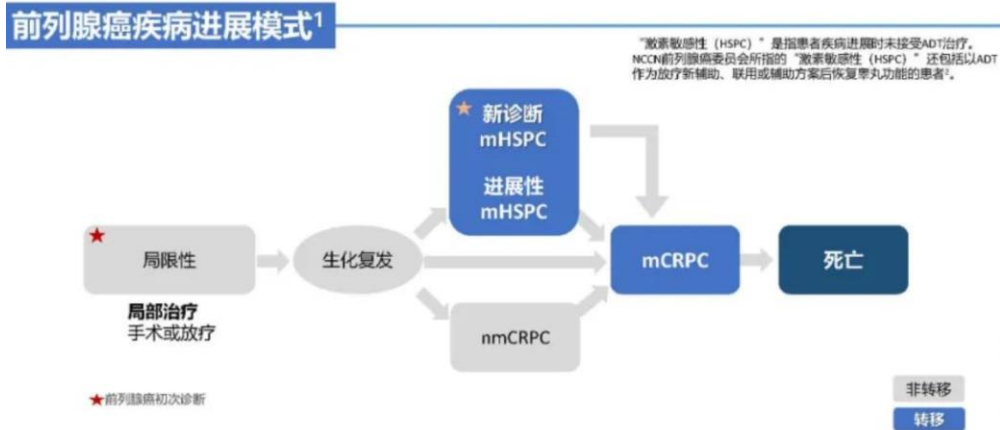 前列腺癌疾病进展模式1
“激素敏感性（HSPC）”是指患者疾病进展时未接受ADT治疗。
NCCN前列腺癌委员会所指的“激素敏感性（HSPC）”还包括以ADT
作为放疗新辅助、联用或辅助方案后恢复睾丸功能的患者2。
新诊断
mHSPC
进展性
mHSPC
局限性
生化复发
mCRPC
死亡
局部治疗
手术或放疗
nmCRPC
★前列腺癌初次诊断
非转移
转移